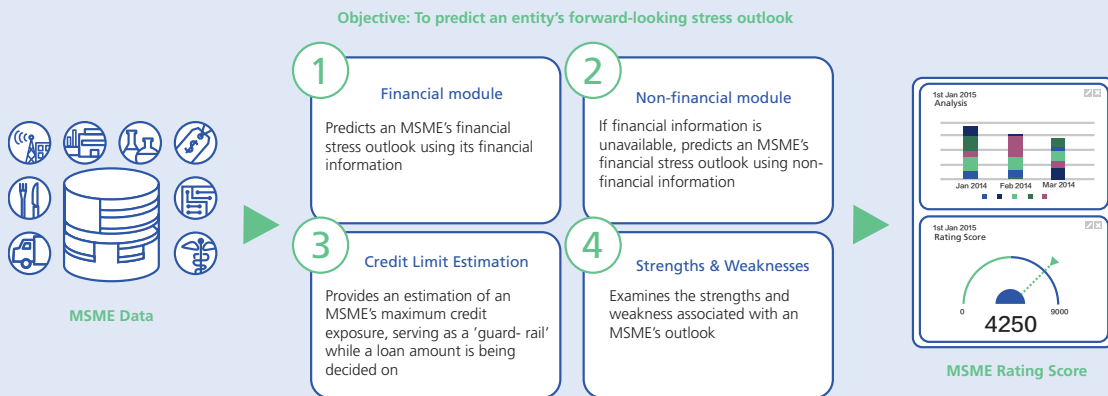 Objective: To predict an entity's forward-looking stress outlook
1
Financial module
Predicts an MSME's financial
stress outlook using its financial
information
2
Non-financial module
If financial information is
unavailable, predicts an MSME's
financial stress outlook using non-
financial information
3
Credit Limit Estimation
Provides an estimation of an
MSME's maximum credit
exposure, serving as a 'guard- rail'
while a loan amount is being
decided on
4
Strengths & Weaknesses
Examines the strengths and
weakness associated with an
MSME's outlook
MSME Data
1st Jan 2015
Analysis
Jan 2014 Feb 2014 Mar 2014
1st Jan 2015
Rating Score
0 9000
4250
MSME Rating Score